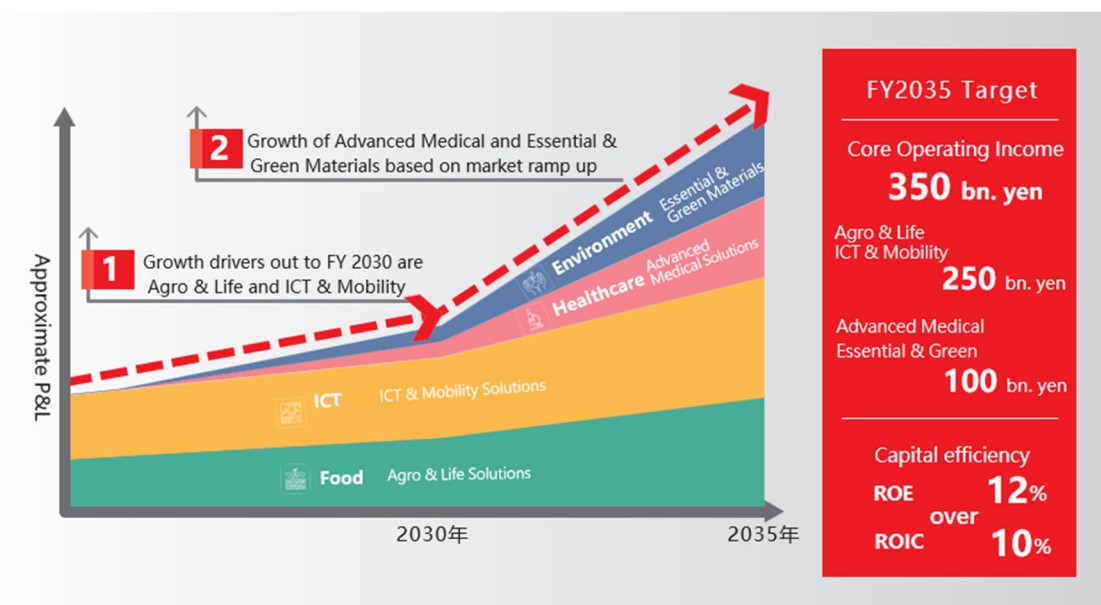 2
Growth of Advanced Medical and Essential &
Green Materials based on market ramp up
1
Growth drivers out to FY 2030 are
Agro & Life and ICT & Mobility
Approximate P&L
Environment
Essential &
Green Materials
Healthcare
Advanced
Medical Solutions
ICT
ICT & Mobility Solutions
Food
Agro & Life Solutions
2030年
2035年
FY2035 Target
Core Operating Income
350 bn. yen
Agro & Life
ICT & Mobility
250 bn. yen
Advanced Medical
Essential & Green
100 bn. yen
Capital efficiency
ROE 12%
over
ROIC 10%